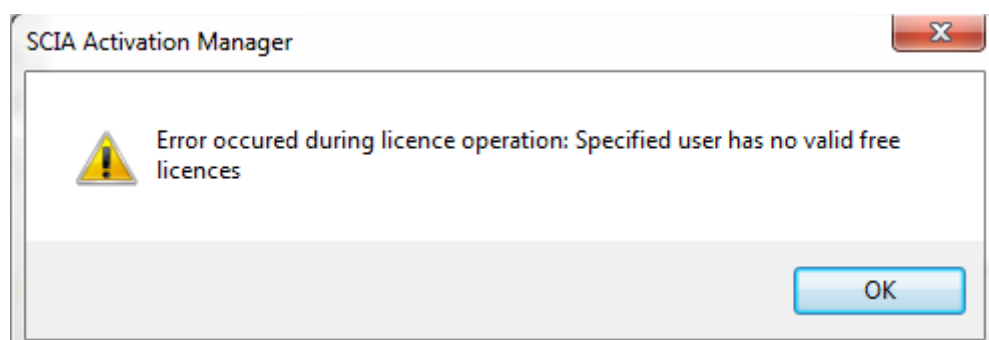 SCIA Activation Manager
Error occured during licence operation: Specified user has no valid free
licences
OK